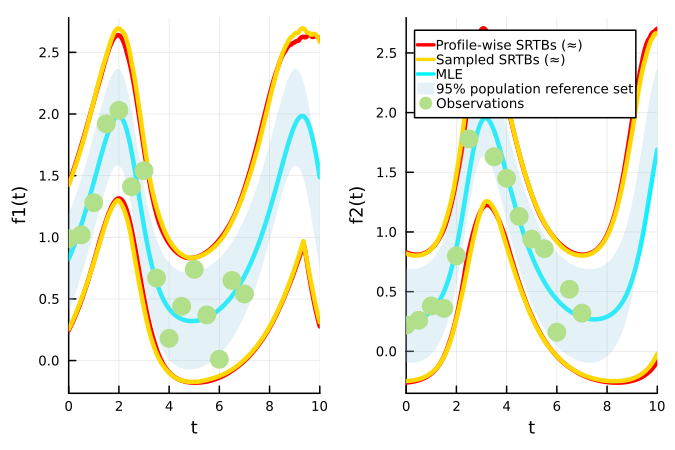 f1(t)
2.5
2.0
1.5
1.0
0.5
0.0
0 2 4 6 8 10
t
f2(t)
Profile-wise SRTBs (≈)
Sampled SRTBs (≈)
MLE
95% population reference set
Observations
2.5
2.0
1.5
1.0
0.5
0.0
0 2 4 6 8 10
t